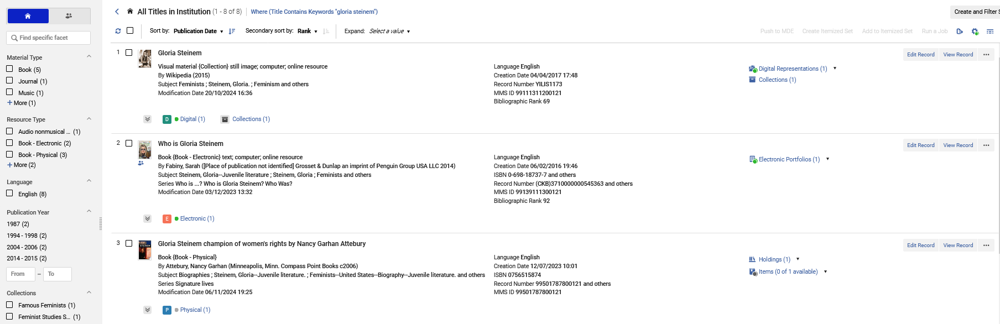 All Titles in Institution (1 - 8 of 8) Where (Title Contains Keywords "gloria steinem")
Create and Filter S
Find specific facet
Sort by: Publication Date
Secondary sort by: Rank
Expand: Select a value
Push to MDE Create Itemized Set Add to Itemized Set Run a Job
Material Type
Book (5)
Journal (1)
Music (1)
+ More (1)
Resource Type
Audio nonmusical ... (1)
Book - Electronic (2)
Book - Physical (3)
+ More (2)
Language
English (8)
Publication Year
1987 (2)
1994 - 1998 (2)
2004 - 2006 (2)
2014 - 2015 (2)
From – To
Collections
Famous Feminists (1)
Feminist Studies S... (1)
1 Gloria Steinem
Edit Record View Record ...
Visual material {Collection} still image; computer; online resource
By Wikipedia (2015)
Subject Feminists ; Steinem, Gloria. ; Feminism and others
Modification Date 20/10/2024 16:36
Language English
Creation Date 04/04/2017 17:48
Record Number YILIS1173
MMS ID 99111311200121
Bibliographic Rank 69
Digital Representations (1)
Collections (1)
D Digital (1) Collections (1)
2 Who is Gloria Steinem
Edit Record View Record ...
Book {Book - Electronic} text; computer; online resource
By Fabiny, Sarah ([Place of publication not identified] Grosset & Dunlap an imprint of Penguin Group USA LLC 2014)
Subject Steinem, Gloria--Juvenile literature ; Steinem, Gloria ; Feminists and others
Series Who is ...? Who is Gloria Steinem? Who Was?
Modification Date 03/12/2023 13:32
Language English
Creation Date 06/02/2016 19:46
ISBN 0-698-18737-7 and others
Record Number (CKB)3710000000545363 and others
MMS ID 99139111300121
Bibliographic Rank 92
Electronic Portfolios (1)
E Electronic (1)
3 Gloria Steinem champion of women's rights by Nancy Garhan Attebury
Edit Record View Record ...
Book {Book - Physical}
By Attebury, Nancy Garhan (Minneapolis, Minn. Compass Point Books c2006)
Subject Biographies ; Steinem, Gloria--Juvenile literature. ; Feminists--United States--Biography--Juvenile literature. and others
Series Signature lives
Modification Date 06/11/2024 19:25
Language English
Creation Date 12/07/2023 10:01
ISBN 0756515874
Record Number 99501787800121 and others
MMS ID 99501787800121
Holdings (1)
Items (0 of 1 available)
P Physical (1)